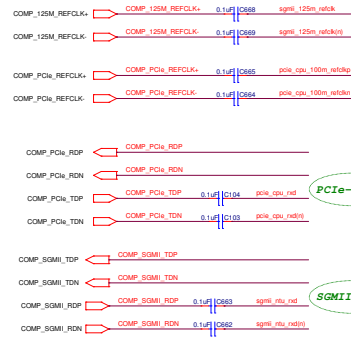 COMP_125M_REFCLK+ COMP_125M_REFCLK+ 0.1uF C668 sgmii_125m_refclk
COMP_125M_REFCLK- COMP_125M_REFCLK- 0.1uF C669 sgmii_125m_refclk(n)
COMP_PCIe_REFCLK+ COMP_PCIe_REFCLK+ 0.1uF C665 pcie_cpu_100m_refclkp
COMP_PCIe_REFCLK- COMP_PCIe_REFCLK- 0.1uF C664 pcie_cpu_100m_refclkn
COMP_PCIe_RDP COMP_PCIe_RDP
COMP_PCIe_RDN COMP_PCIe_RDN
PCIe-
COMP_PCIe_TDP COMP_PCIe_TDP 0.1uF C104 pcie_cpu_rxd
COMP_PCIe_TDN COMP_PCIe_TDN 0.1uF C103 pcie_cpu_rxd(n)
COMP_SGMII_TDP COMP_SGMII_TDP
COMP_SGMII_TDN COMP_SGMII_TDN
SGMII
COMP_SGMII_RDP COMP_SGMII_RDP 0.1uF C663 sgmii_ntu_rxd
COMP_SGMII_RDN COMP_SGMII_RDN 0.1uF C662 sgmii_ntu_rxd(n)